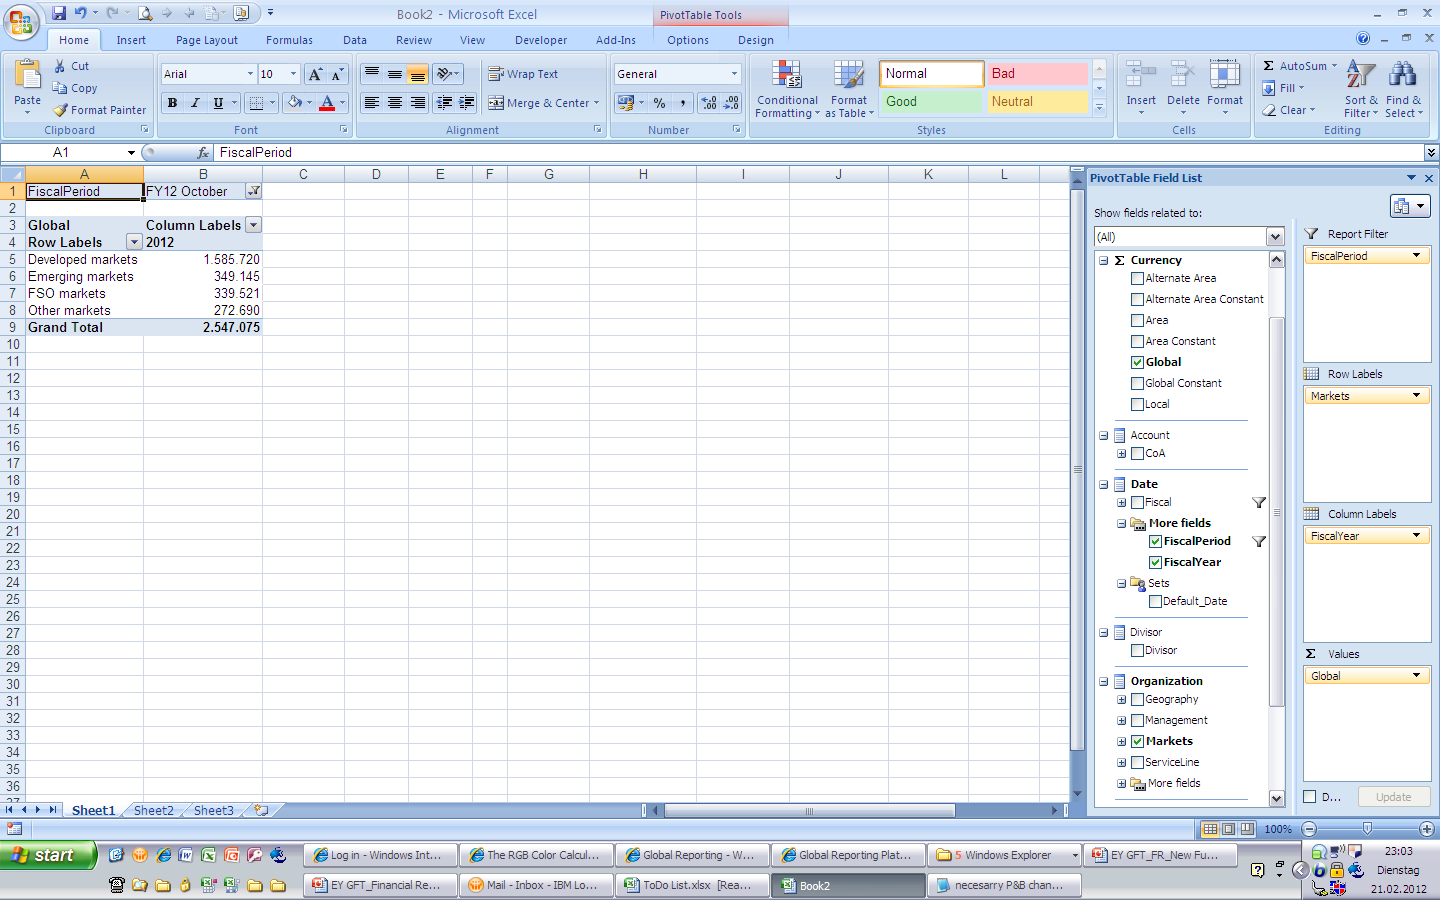 Book2 - Microsoft Excel
PivotTable Tools
Home Insert Page Layout Formulas Data Review View Developer Add-Ins Options Design
Paste
Cut
Copy
Format Painter
Clipboard
Arial 10
B I U
Font
Wrap Text
Merge & Center
Alignment
General
% ,
Number
Conditional Formatting
Format as Table
Normal Bad
Good Neutral
Styles
Insert Delete Format
Cells
Σ AutoSum
Fill
Clear
Sort & Filter
Find & Select
Editing
A1 fx FiscalPeriod
A B C D E F G H I J K L
1 FiscalPeriod FY12 October
2
3 Global Column Labels
4 Row Labels 2012
5 Developed markets 1.585.720
6 Emerging markets 349.145
7 FSO markets 339.521
8 Other markets 272.690
9 Grand Total 2.547.075
10
11
12
13
14
15
16
17
18
19
20
21
22
23
24
25
26
27
28
29
30
31
32
33
34
35
36
37
Sheet1 Sheet2 Sheet3
PivotTable Field List
Show fields related to:
(All)
Σ Currency
Alternate Area
Alternate Area Constant
Area
Area Constant
Global
Global Constant
Local
Account
CoA
Date
Fiscal
More fields
FiscalPeriod
FiscalYear
Sets
Default_Date
Divisor
Divisor
Organization
Geography
Management
Markets
ServiceLine
More fields
Report Filter
FiscalPeriod
Row Labels
Markets
Column Labels
FiscalYear
Σ Values
Global
D... Update
100%
start
Log in - Windows Int...
The RGB Color Calcul...
Global Reporting - W...
Global Reporting Plat...
5 Windows Explorer
EY GFT_FR_New Fu...
EY GFT_Financial Re...
Mail - Inbox - IBM Lo...
ToDo List.xlsx [Rea...
Book2
necesarry P&B chan...
23:03
Dienstag
21.02.2012